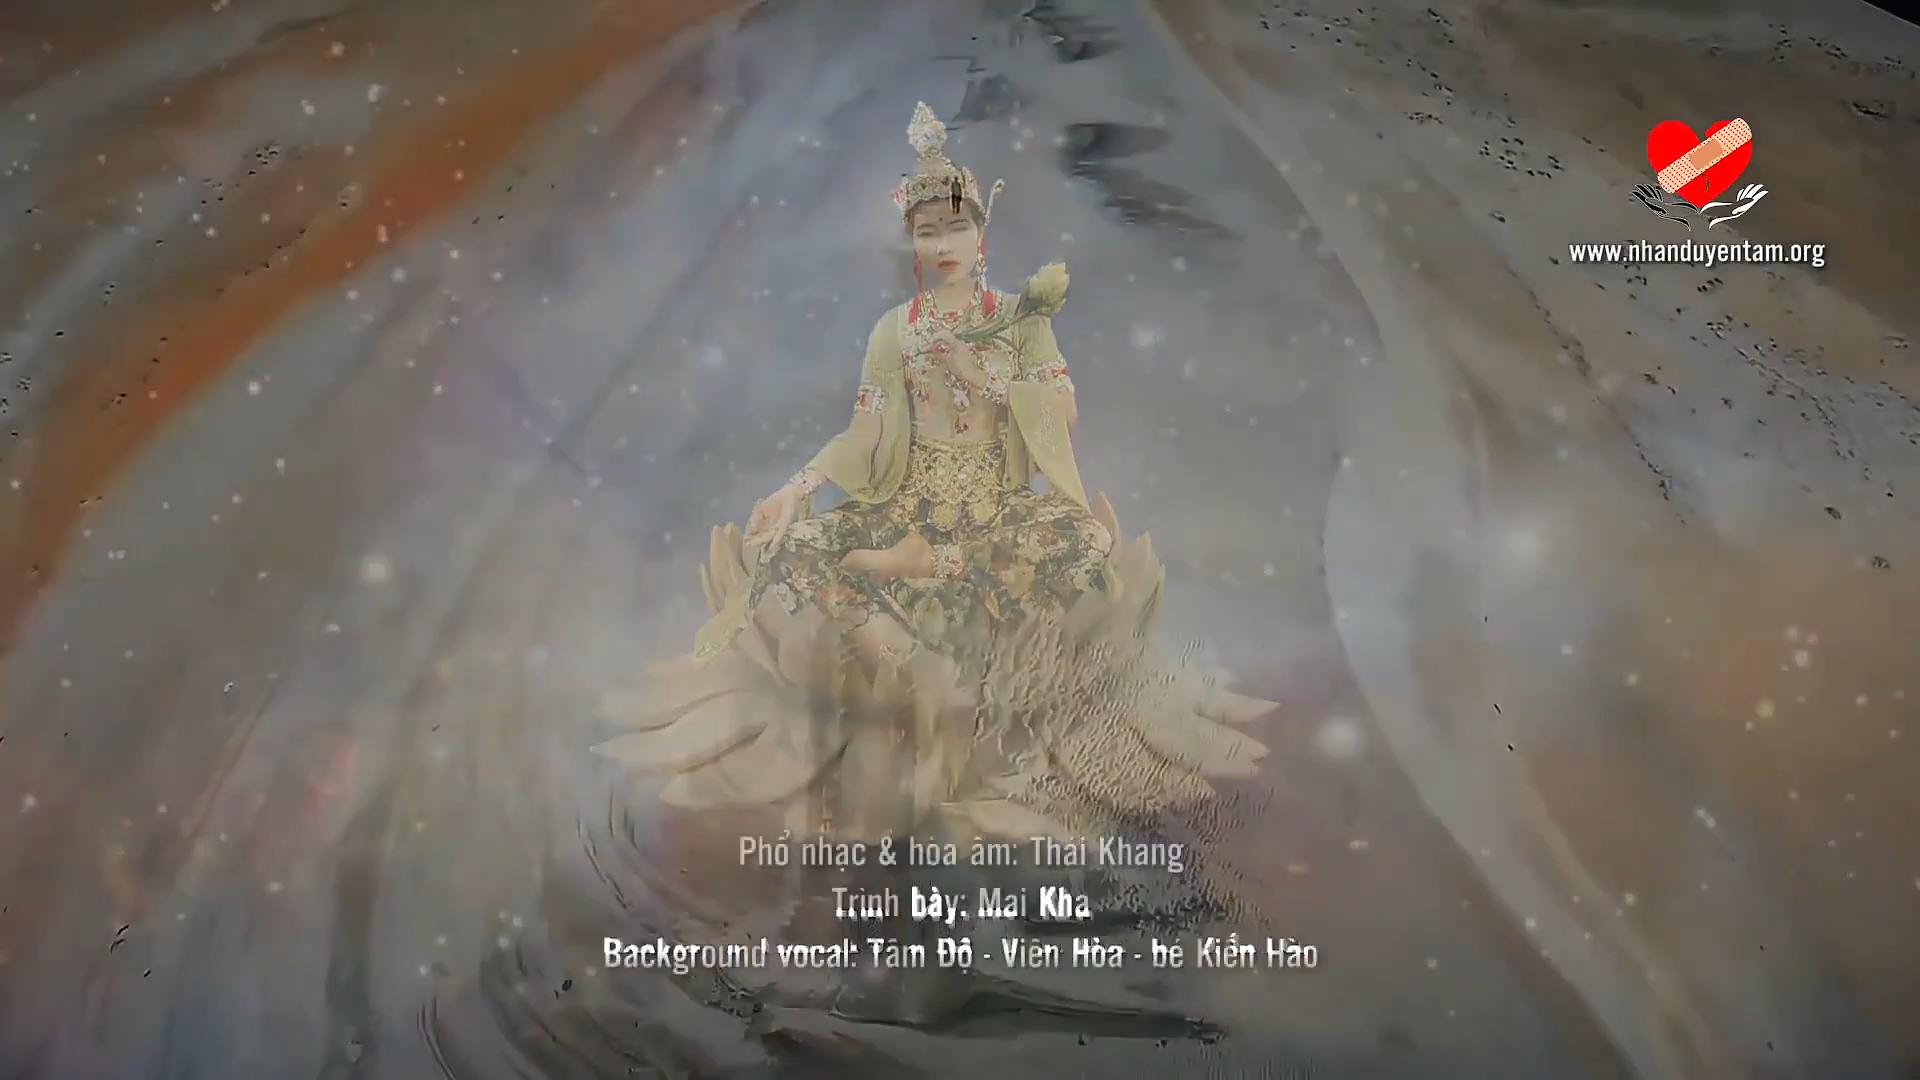 www.nhanduyentam.org
Phổ nhạc & hòa âm: Thái Khang
Trình bày: Mai Kha
Background vocal: Tâm Độ - Viên Hòa - bé Kiến Hào